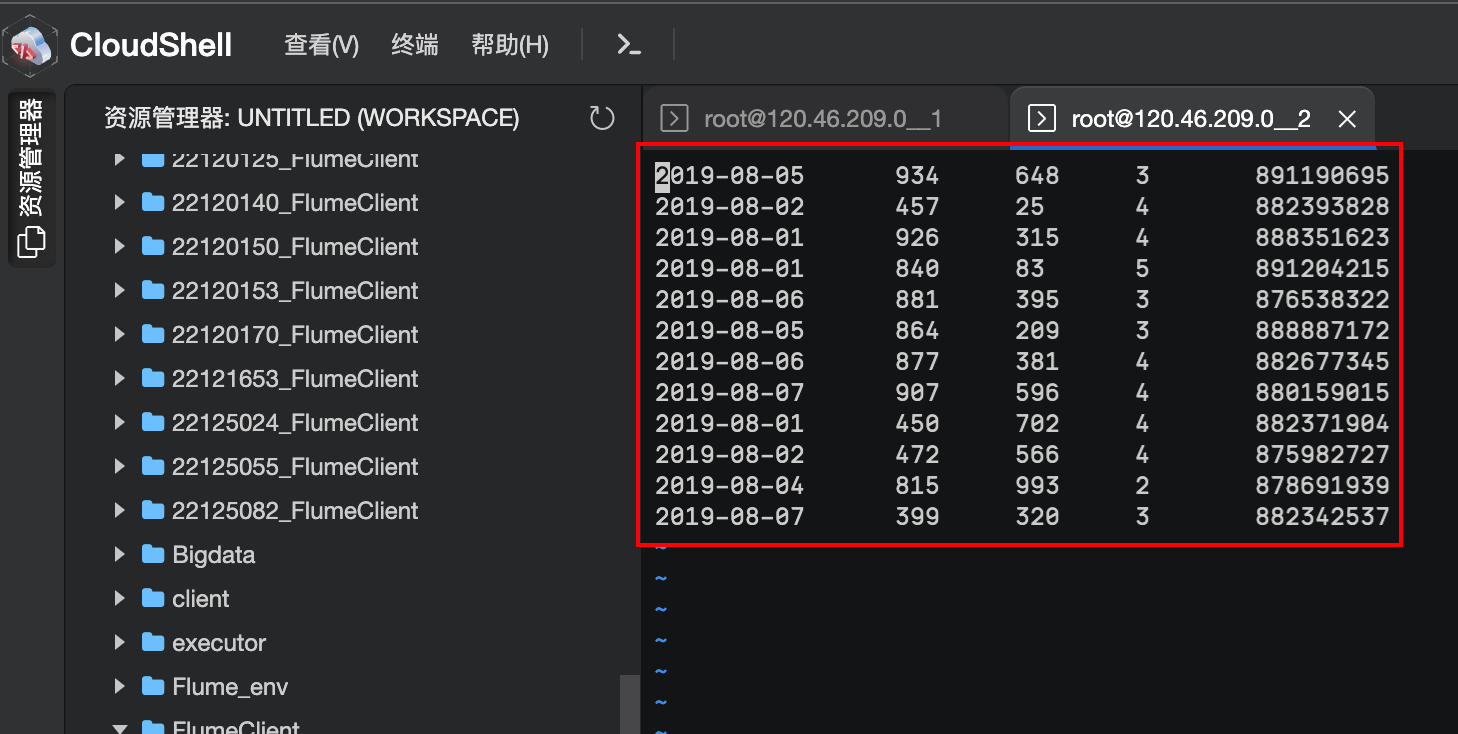 CloudShell 查看(V) 终端 帮助(H)
资源管理器
资源管理器: UNTITLED (WORKSPACE)
22120125_FlumeClient
22120140_FlumeClient
22120150_FlumeClient
22120153_FlumeClient
22120170_FlumeClient
22121653_FlumeClient
22125024_FlumeClient
22125055_FlumeClient
22125082_FlumeClient
Bigdata
client
executor
Flume_env
FlumeClient
root@120.46.209.0__1
root@120.46.209.0__2
2019-08-05 934 648 3 891190695
2019-08-02 457 25 4 882393828
2019-08-01 926 315 4 888351623
2019-08-01 840 83 5 891204215
2019-08-06 881 395 3 876538322
2019-08-05 864 209 3 888887172
2019-08-06 877 381 4 882677345
2019-08-07 907 596 4 880159015
2019-08-01 450 702 4 882371904
2019-08-02 472 566 4 875982727
2019-08-04 815 993 2 878691939
2019-08-07 399 320 3 882342537
~
~
~
~
~
~
~